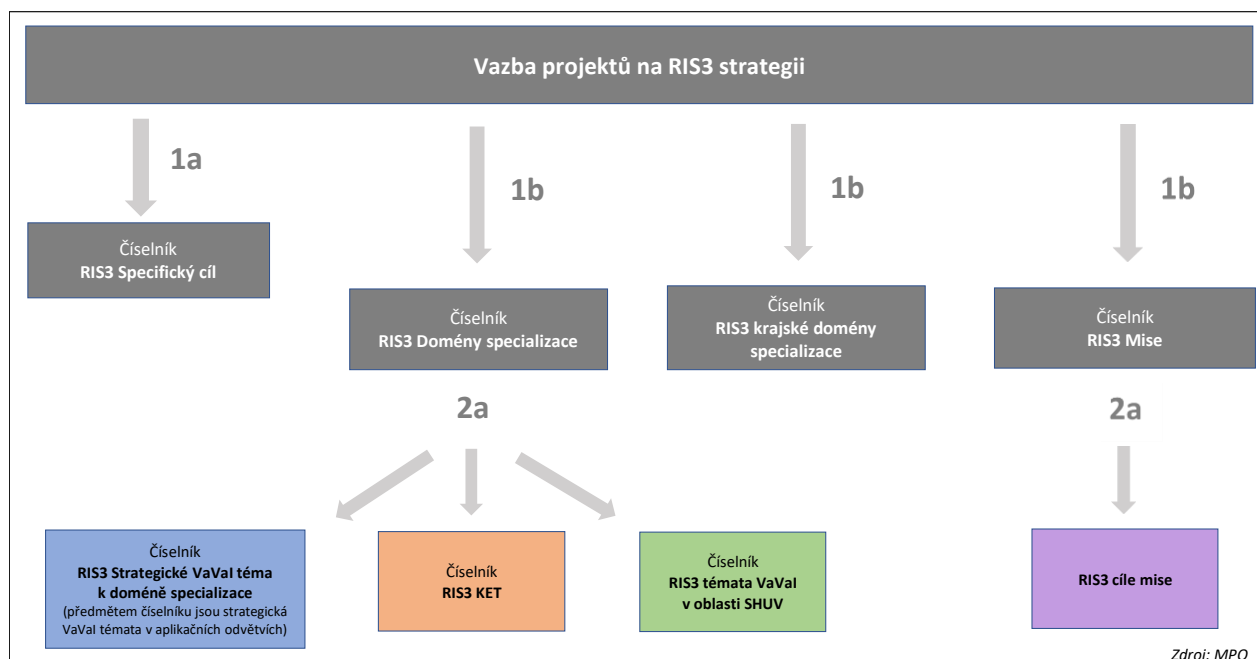 Vazba projektů na RIS3 strategii
1a
1b
1b
1b
Číselník
RIS3 Specifický cíl
Číselník
RIS3 Domény specializace
Číselník
RIS3 krajské domény
specializace
Číselník
RIS3 Mise
2a
2a
Číselník
RIS3 Strategické VaVaI téma
k doméně specializace
(předmětem číselníku jsou strategická
VaVaI témata v aplikačních odvětvích)
Číselník
RIS3 KET
Číselník
RIS3 témata VaVaI
v oblasti SHUV
RIS3 cíle mise
Zdroj: MPO